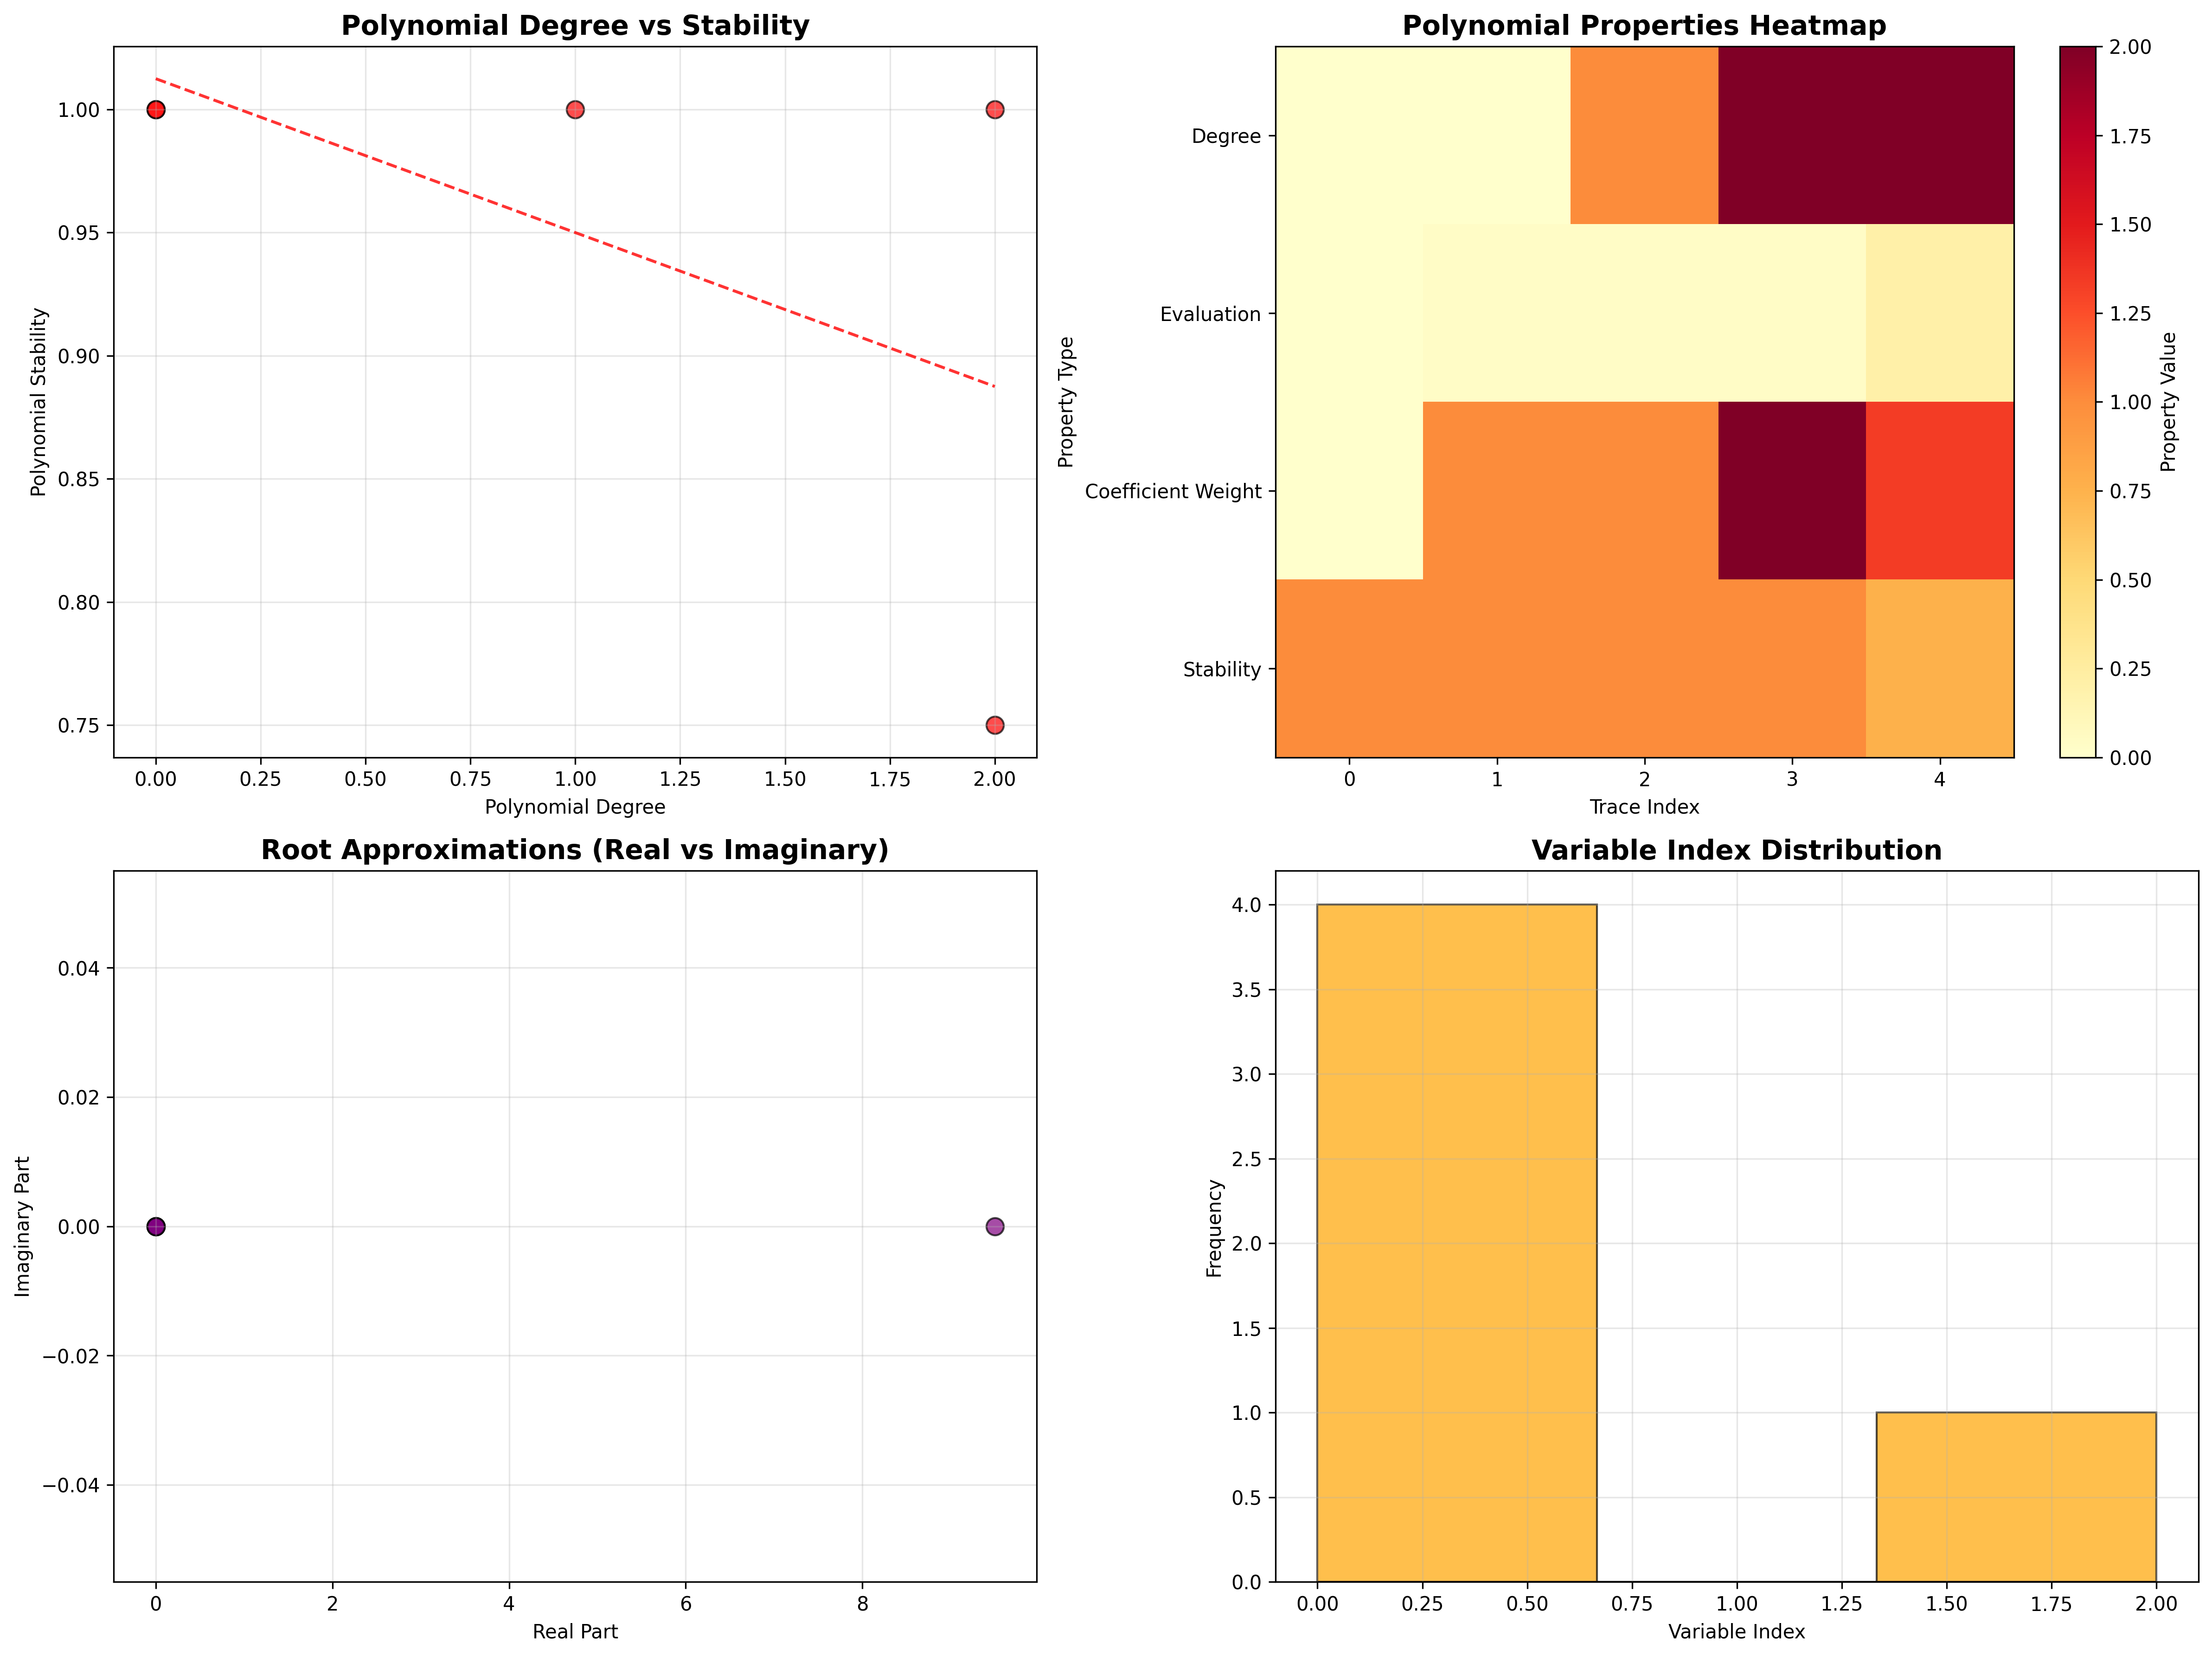 Polynomial Degree vs Stability
Polynomial Stability
1.00
0.95
0.90
0.85
0.80
0.75
0.00 0.25 0.50 0.75 1.00 1.25 1.50 1.75 2.00
Polynomial Degree
Polynomial Properties Heatmap
Property Type
Degree
Evaluation
Coefficient Weight
Stability
0 1 2 3 4
Trace Index
2.00
1.75
1.50
1.25
1.00
0.75
0.50
0.25
0.00
Property Value
Root Approximations (Real vs Imaginary)
Imaginary Part
0.04
0.02
0.00
−0.02
−0.04
0 2 4 6 8
Real Part
Variable Index Distribution
Frequency
4.0
3.5
3.0
2.5
2.0
1.5
1.0
0.5
0.0
0.00 0.25 0.50 0.75 1.00 1.25 1.50 1.75 2.00
Variable Index